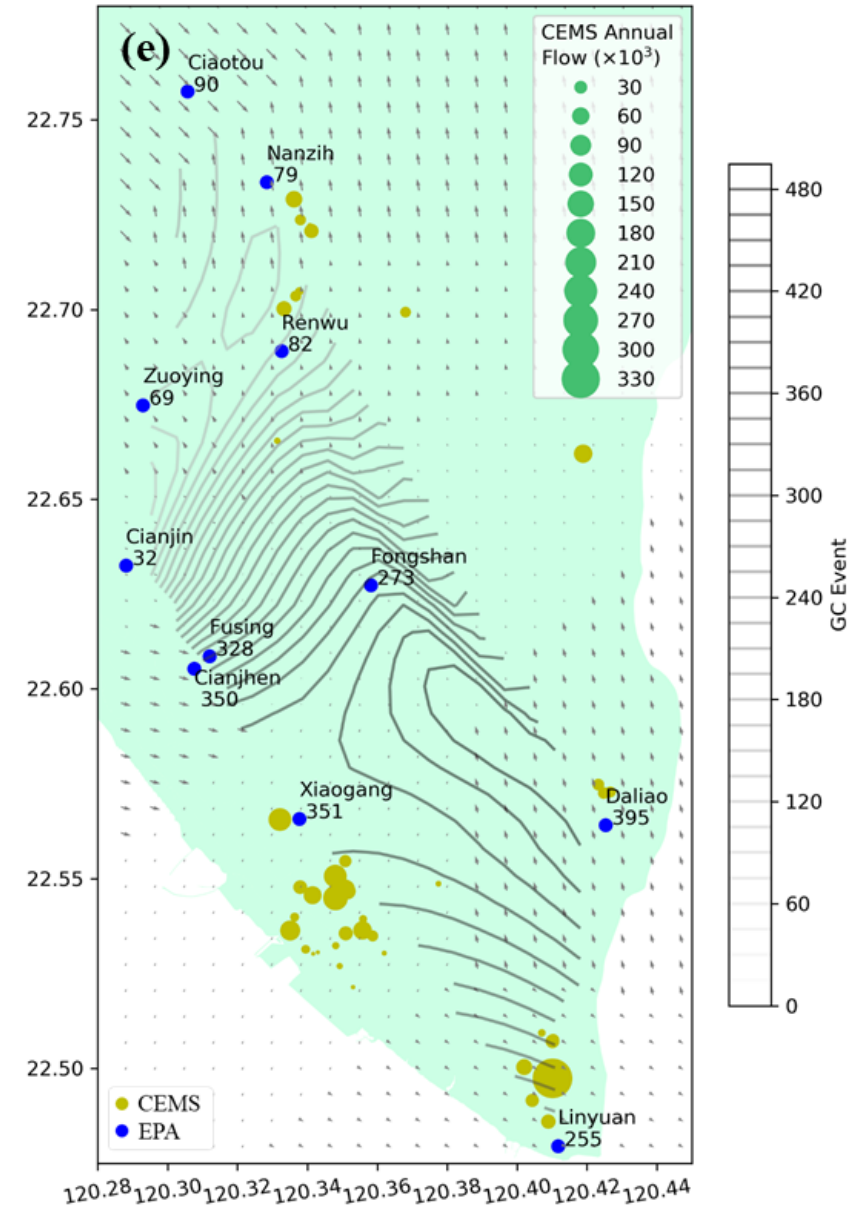 (e)
CEMS Annual
Flow (×10³)
30
60
90
120
150
180
210
240
270
300
330
Ciaotou
90
Nanzih
79
Renwu
82
Zuoying
69
Cianjin
32
Fongshan
273
Fusing
328
Cianjhen
350
Xiaogang
351
Daliao
395
Linyuan
255
CEMS
EPA
22.75
22.70
22.65
22.60
22.55
22.50
120.28 120.30 120.32 120.34 120.36 120.38 120.40 120.42 120.44
480
420
360
300
240
180
120
60
0
GC Event